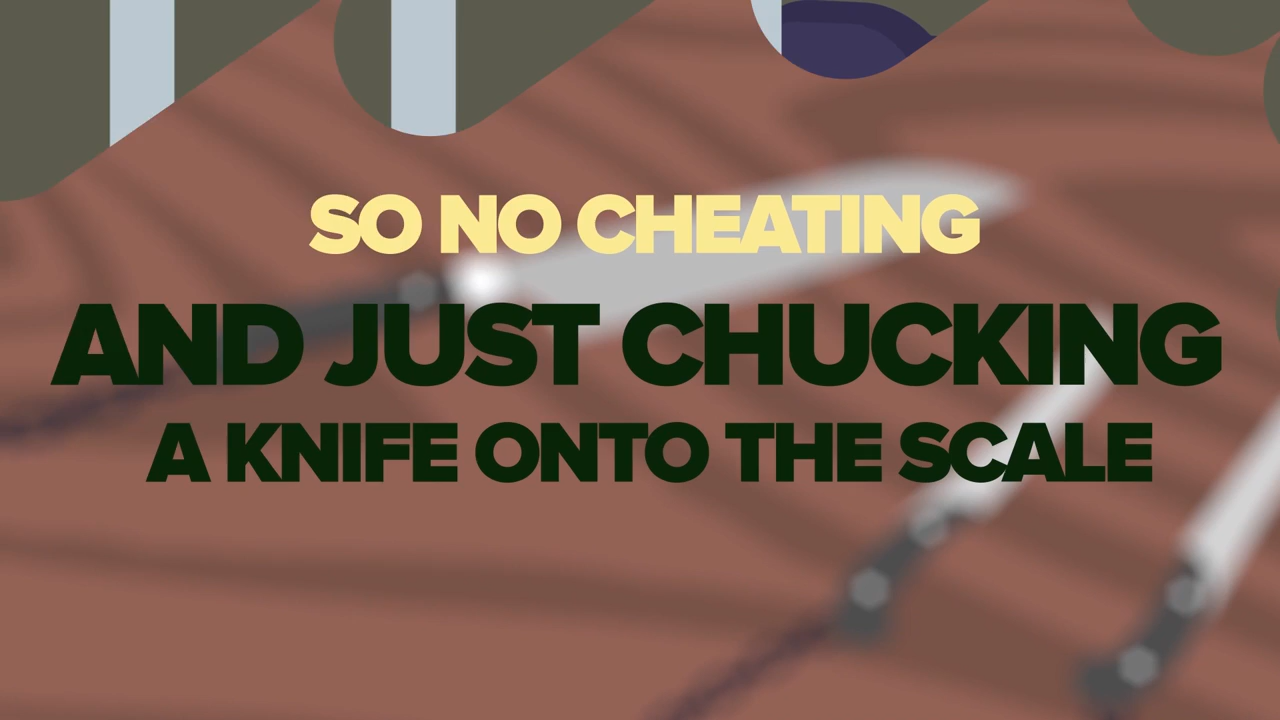 SO NO CHEATING
AND JUST CHUCKING
A KNIFE ONTO THE SCALE